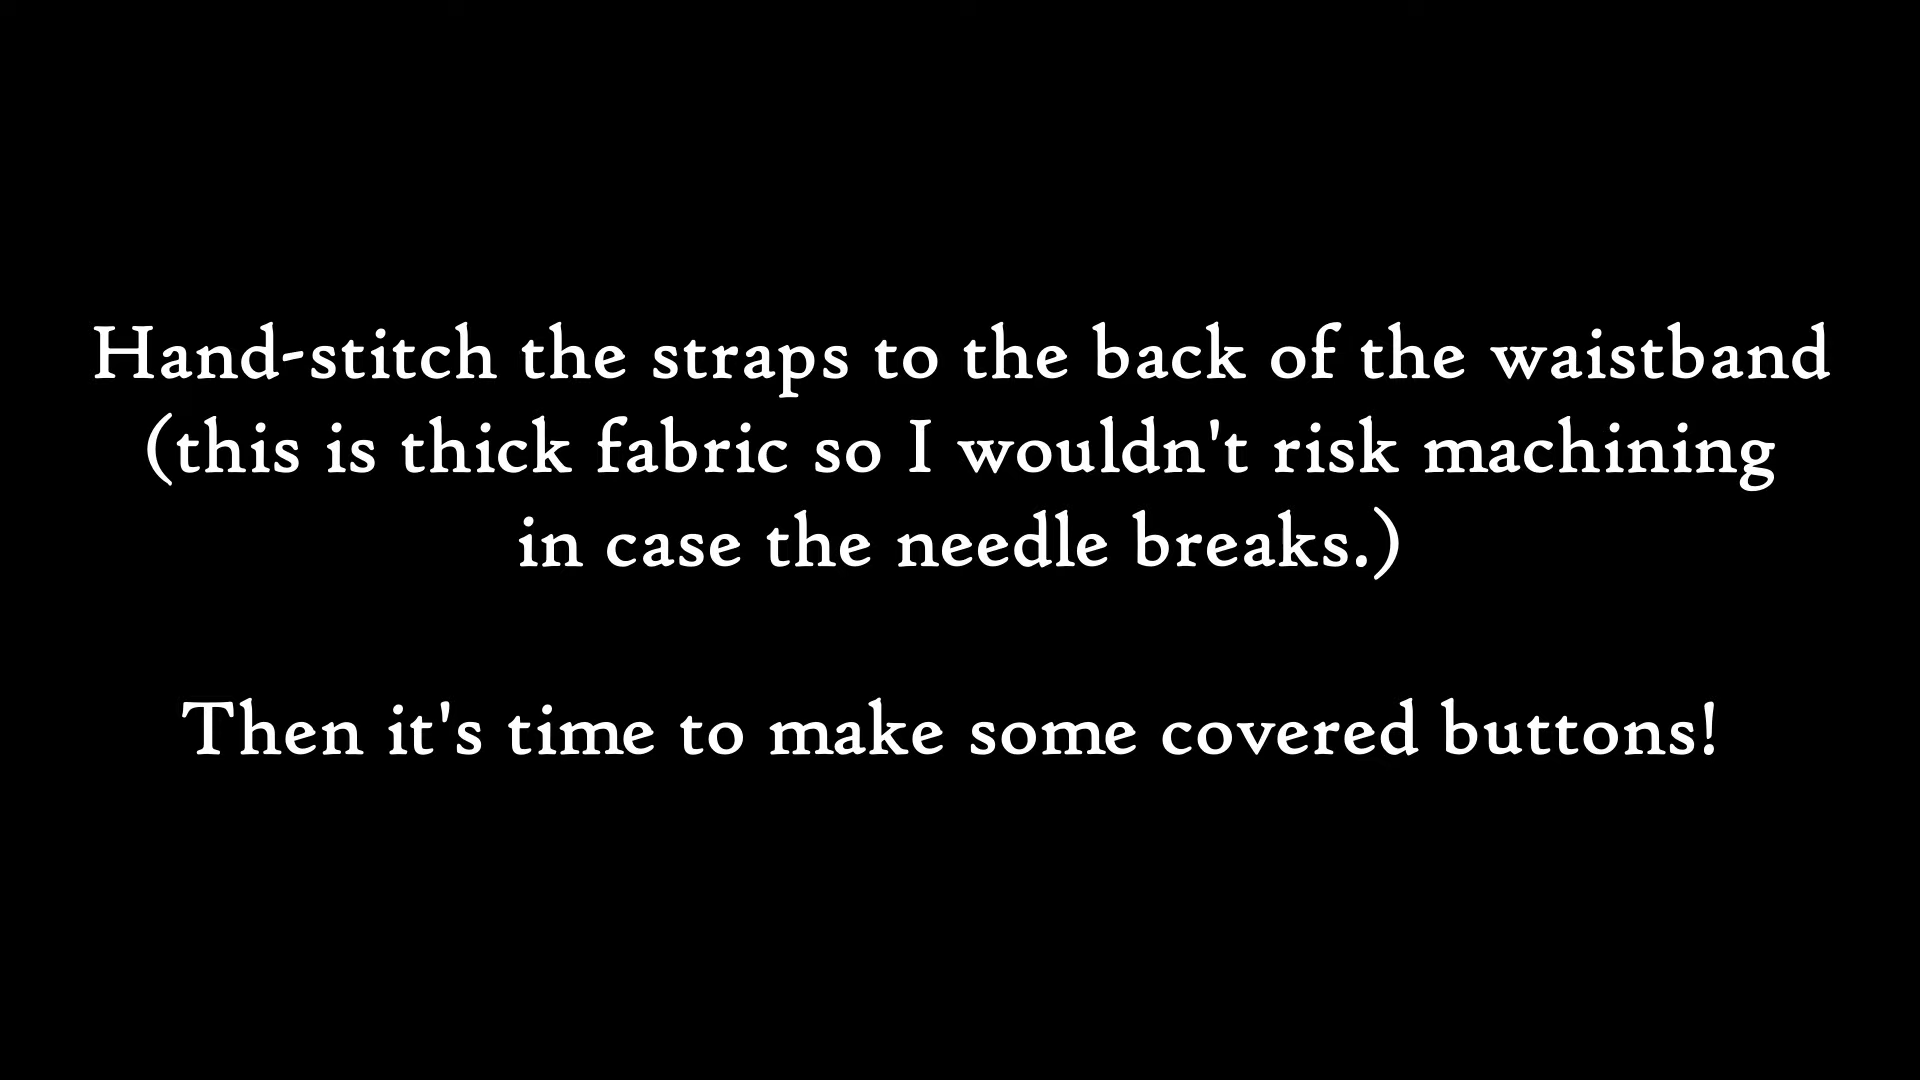 Hand-stitch the straps to the back of the waistband
(this is thick fabric so I wouldn't risk machining
in case the needle breaks.)
Then it's time to make some covered buttons!